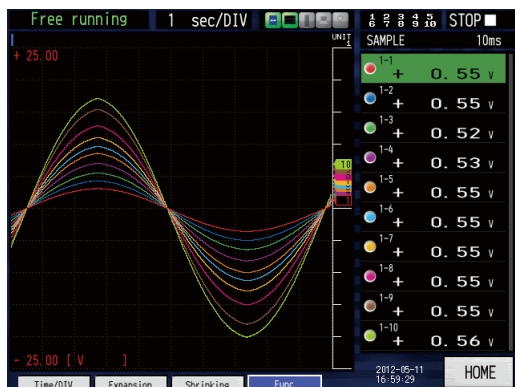 Free running 1 sec/DIV 1 2 3 4 5 6 7 8 9 10 STOP
UNIT 1
SAMPLE 10ms
+ 25.00
1-1 + 0.55 V
1-2 + 0.55 V
1-3 + 0.52 V
1-4 + 0.53 V
1-5 + 0.55 V
1-6 + 0.55 V
1-7 + 0.55 V
1-8 + 0.55 V
1-9 + 0.55 V
1-10 + 0.56 V
10
1
- 25.00 [ V ]
2012-05-11
16:59:29
HOME
Time/DIV Expansion Shrinking Func